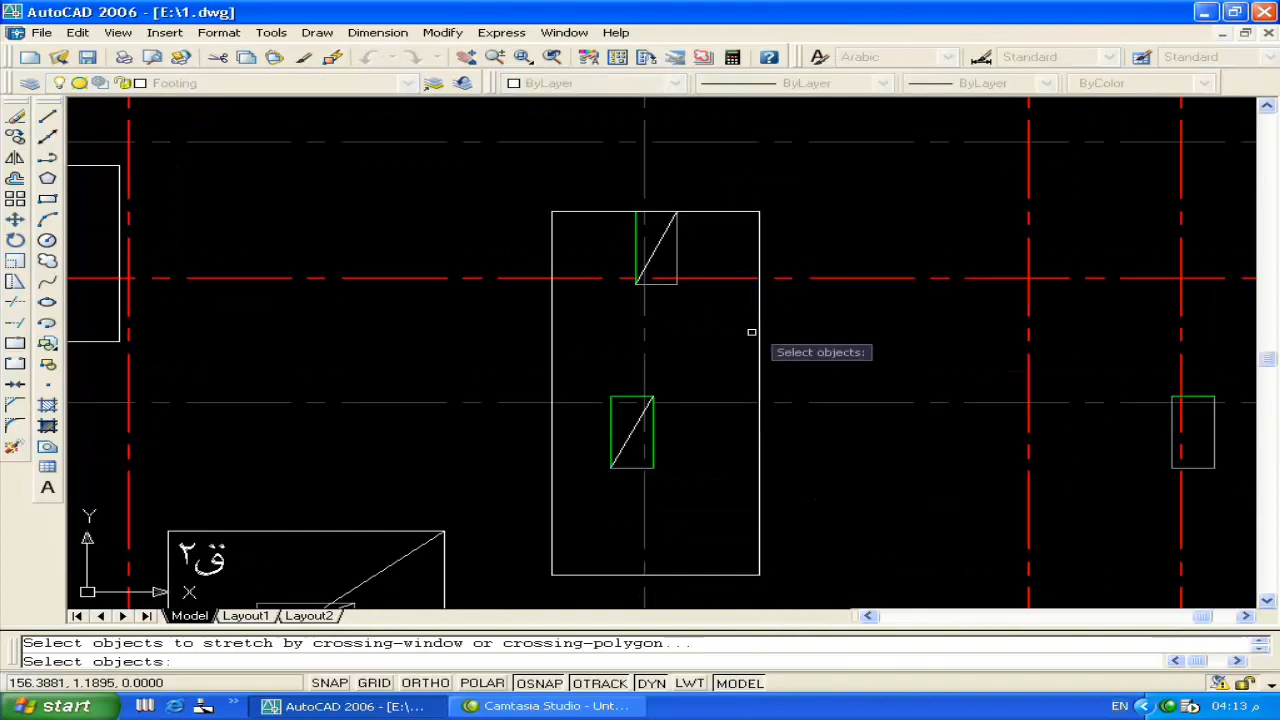 AutoCAD 2006 - [E:\1.dwg]
File Edit View Insert Format Tools Draw Dimension Modify Express Window Help
Arabic Standard Standard
Footing ByLayer ByLayer ByLayer ByColor
Select objects:
Y
ق٢
X
Model Layout1 Layout2
Select objects to stretch by crossing-window or crossing-polygon...
Select objects:
156.3881, 1.1895, 0.0000 SNAP GRID ORTHO POLAR OSNAP OTRACK DYN LWT MODEL
start AutoCAD 2006 - [E:\... Camtasia Studio - Unt... EN 04:13 م
A